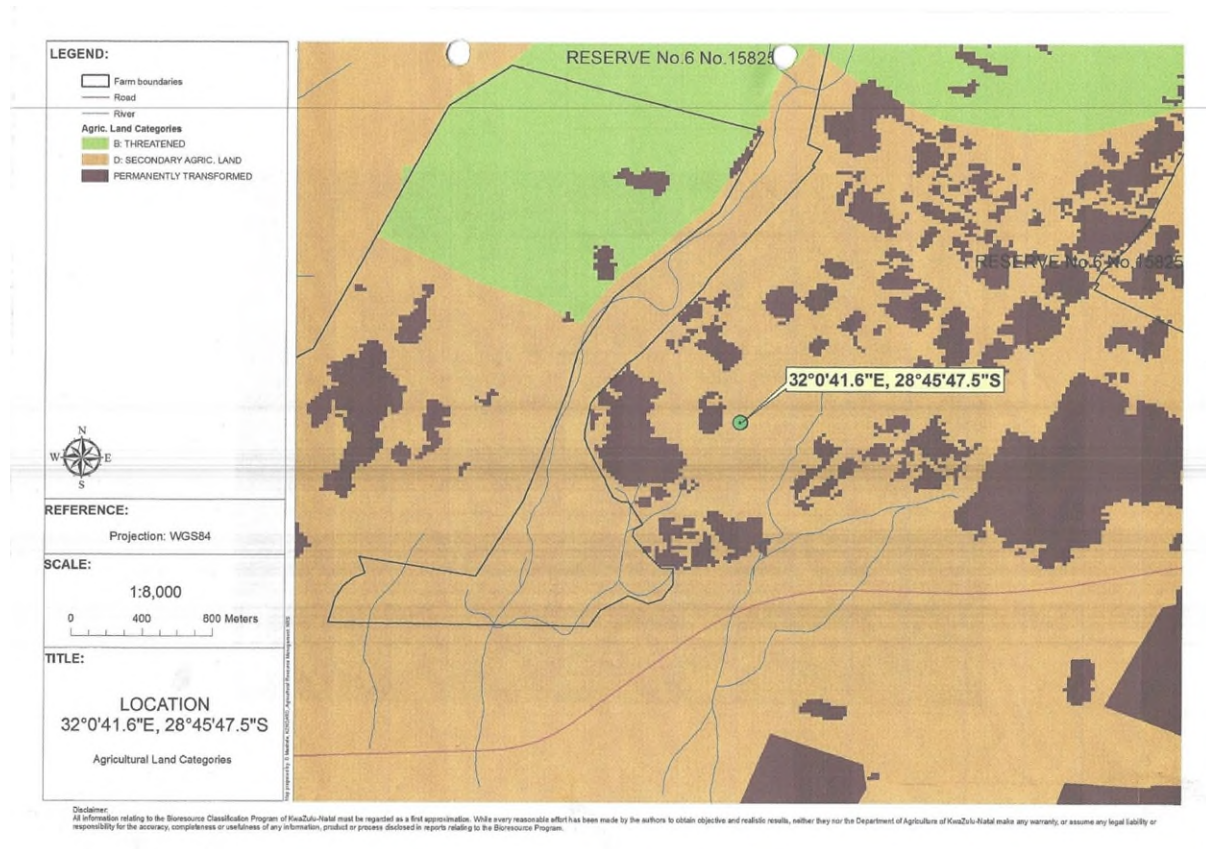 LEGEND:
Farm boundaries
Road
River
Agric. Land Categories
B: THREATENED
D: SECONDARY AGRIC. LAND
PERMANENTLY TRANSFORMED
N
W E
S
REFERENCE:
Projection: WGS84
SCALE:
1:8,000
0 400 800 Meters
TITLE:
LOCATION
32°0'41.6"E, 28°45'47.5"S
Agricultural Land Categories
RESERVE No.6 No.15825
RESERVE No.6 No.15825
32°0'41.6"E, 28°45'47.5"S
Disclaimer:
All information relating to the Bioresource Classification Program of KwaZulu-Natal must be regarded as a first approximation. While every reasonable effort has been made by the authors to obtain objective and realistic results, neither they nor the Department of Agriculture of KwaZulu-Natal make any warranty, or assume any legal liability or
responsibility for the accuracy, completeness or usefulness of any information, product or process disclosed in reports relating to the Bioresource Program.